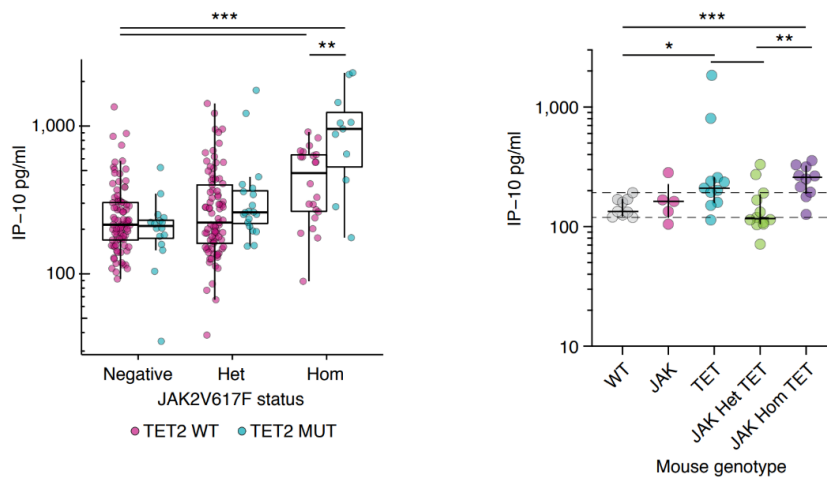 ***
**
IP−10 pg/ml
1,000
100
Negative
Het
Hom
JAK2V617F status
TET2 WT
TET2 MUT
***
*
**
IP−10 pg/ml
1,000
100
10
WT
JAK
TET
JAK Het TET
JAK Hom TET
Mouse genotype